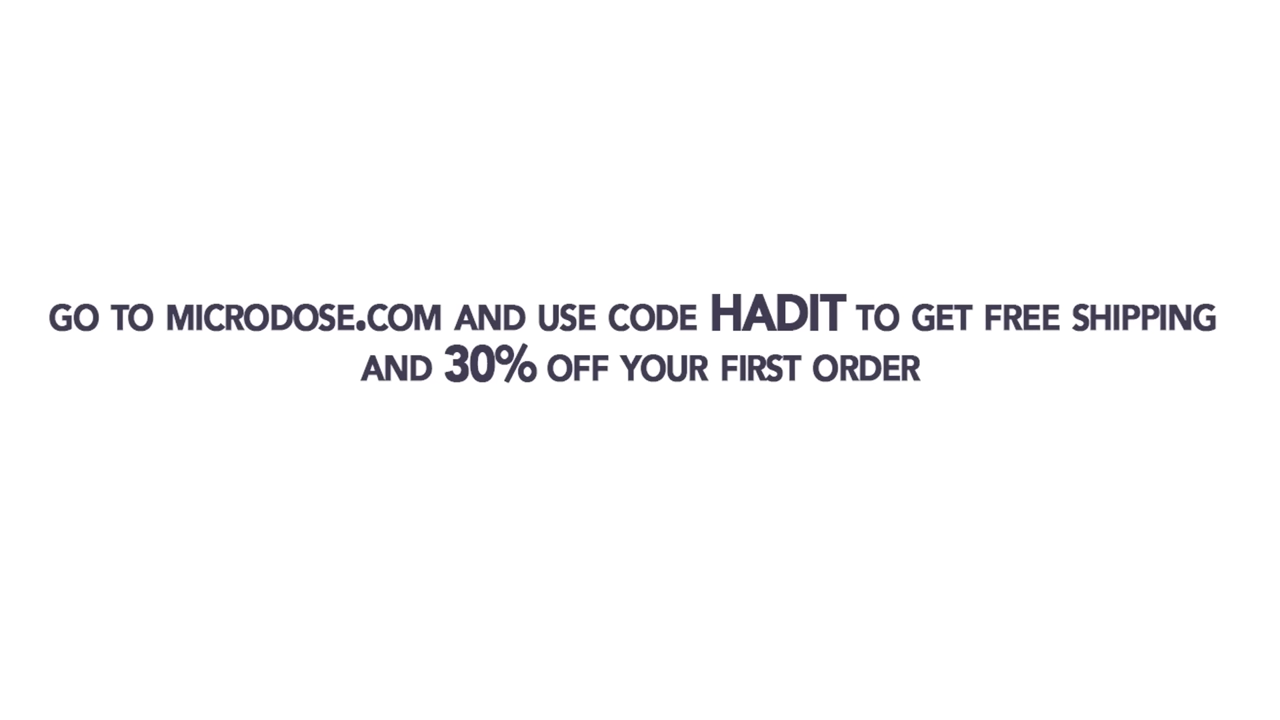 GO TO MICRODOSE.COM AND USE CODE HADIT TO GET FREE SHIPPING
AND 30% OFF YOUR FIRST ORDER